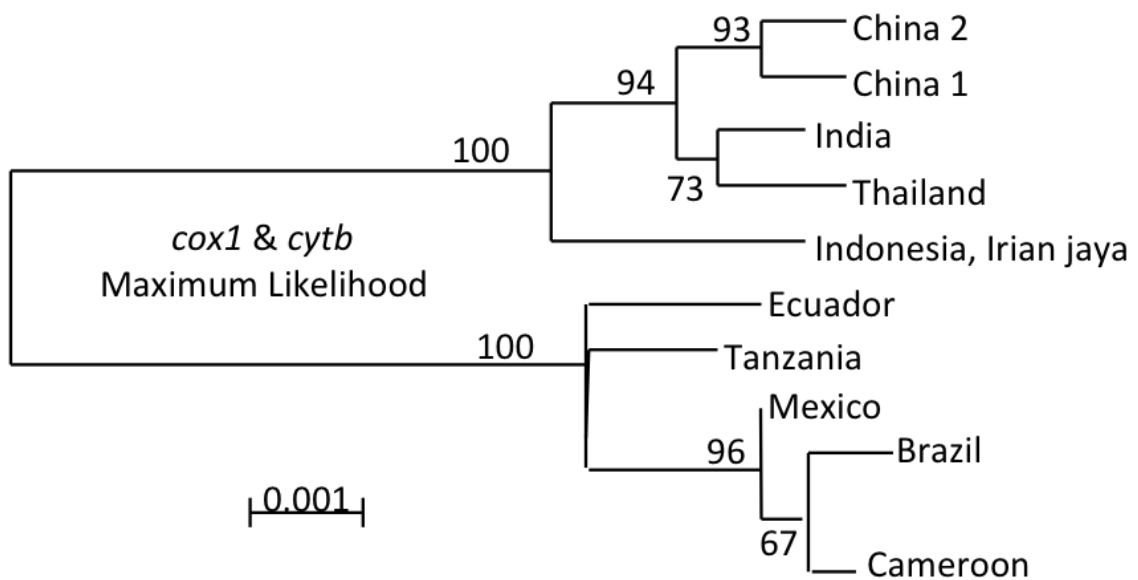 93
China 2
China 1
94
India
100
73
Thailand
cox1 & cytb
Maximum Likelihood
Indonesia, Irian jaya
Ecuador
100
Tanzania
Mexico
96
Brazil
0.001
67
Cameroon